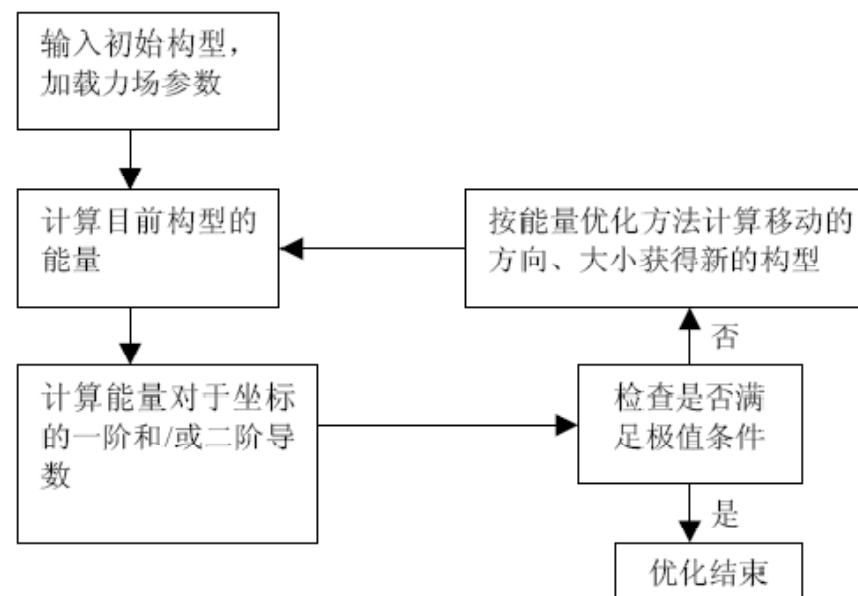 输入初始构型，
加载力场参数
计算目前构型的
能量
按能量优化方法计算移动的
方向、大小获得新的构型
否
计算能量对于坐标
的一阶和/或二阶导
数
检查是否满
足极值条件
是
优化结束